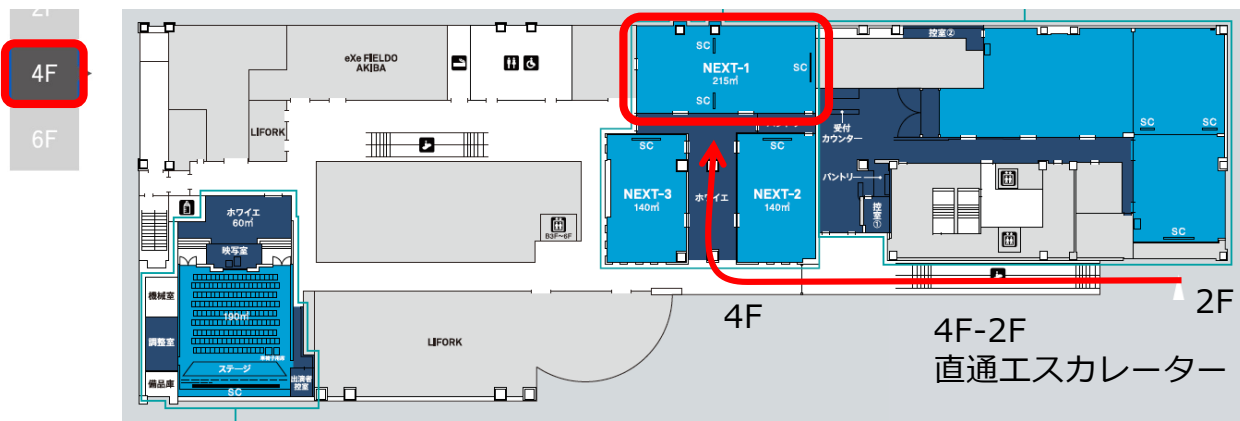 2F
4F
6F
eXe FIELDO
AKIBA
LIFORK
SC
NEXT-1
215㎡
SC
SC
控室②
受付
カウンター
SC
SC
パントリー
控室①
SC
SC
NEXT-3
140㎡
ホワイエ
SC
NEXT-2
140㎡
B3F~6F
ホワイエ
60㎡
映写室
機械室
調整室
備品庫
190㎡
ステージ
SC
出演者
控室
LIFORK
4F
2F
4F-2F
直通エスカレーター